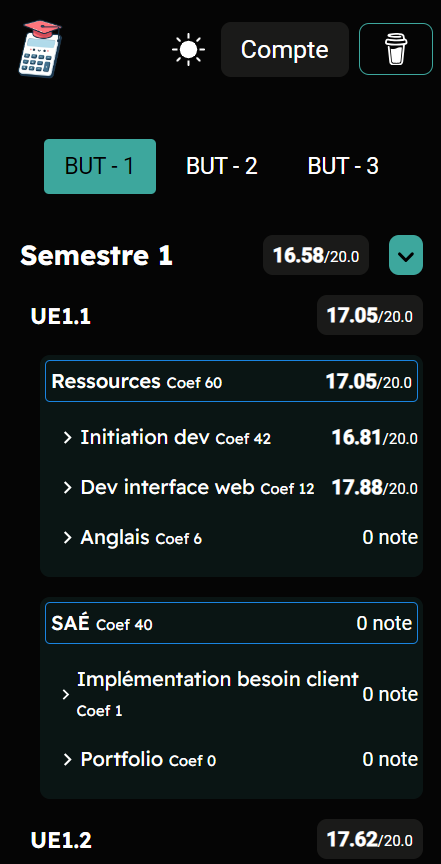 Compte
BUT - 1 BUT - 2 BUT - 3
Semestre 1 16.58/20.0
UE1.1 17.05/20.0
Ressources Coef 60 17.05/20.0
Initiation dev Coef 42 16.81/20.0
Dev interface web Coef 12 17.88/20.0
Anglais Coef 6 0 note
SAÉ Coef 40 0 note
Implémentation besoin client
Coef 1 0 note
Portfolio Coef 0 0 note
UE1.2 17.62/20.0